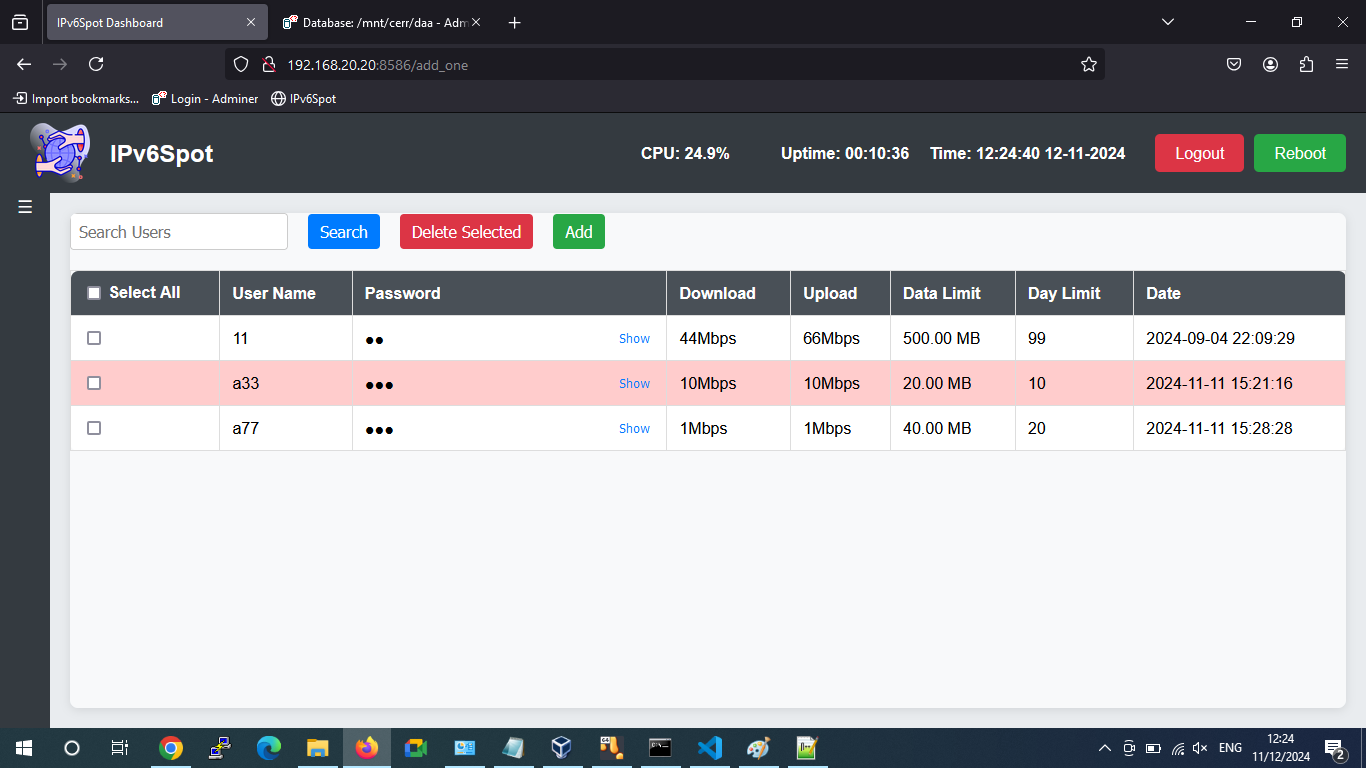 IPv6Spot Dashboard
Database: /mnt/cerr/daa - Adm
192.168.20.20:8586/add_one
Import bookmarks... Login - Adminer IPv6Spot
IPv6Spot CPU: 24.9% Uptime: 00:10:36 Time: 12:24:40 12-11-2024 Logout Reboot
Search Users Search Delete Selected Add
Select All User Name Password Download Upload Data Limit Day Limit Date
11 ●● Show 44Mbps 66Mbps 500.00 MB 99 2024-09-04 22:09:29
a33 ●●● Show 10Mbps 10Mbps 20.00 MB 10 2024-11-11 15:21:16
a77 ●●● Show 1Mbps 1Mbps 40.00 MB 20 2024-11-11 15:28:28
ENG
12:24
11/12/2024
2